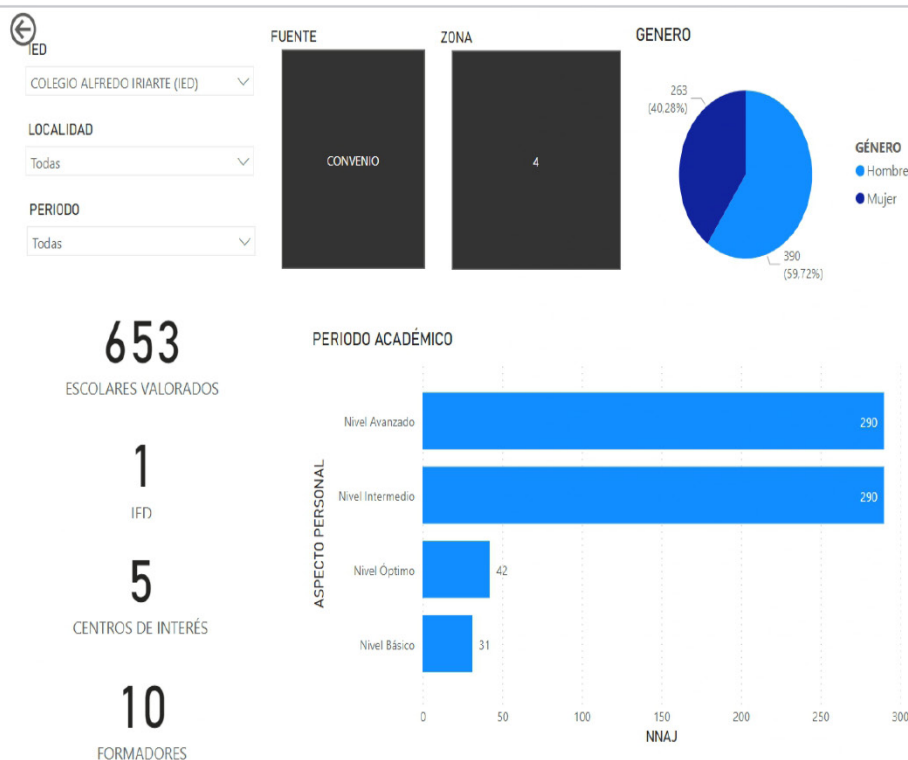 IED
COLEGIO ALFREDO IRIARTE (IED)
LOCALIDAD
Todas
PERIODO
Todas
FUENTE
CONVENIO
ZONA
4
GENERO
263
(40.28%)
390
(59.72%)
GÉNERO
Hombre
Mujer
653
ESCOLARES VALORADOS
1
IED
5
CENTROS DE INTERÉS
10
FORMADORES
PERIODO ACADÉMICO
ASPECTO PERSONAL
Nivel Avanzado
290
Nivel Intermedio
290
Nivel Óptimo
42
Nivel Básico
31
0
50
100
150
200
250
300
NNAJ